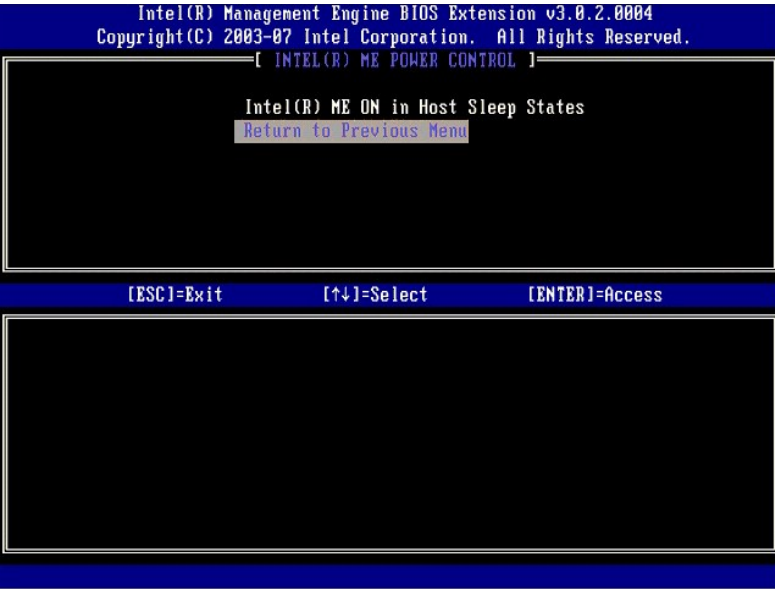 Intel(R) Management Engine BIOS Extension v3.0.2.0004
Copyright(C) 2003-07 Intel Corporation. All Rights Reserved.
[ INTEL(R) ME POWER CONTROL ]
Intel(R) ME ON in Host Sleep States
Return to Previous Menu
[ESC]=Exit [↑↓]=Select [ENTER]=Access